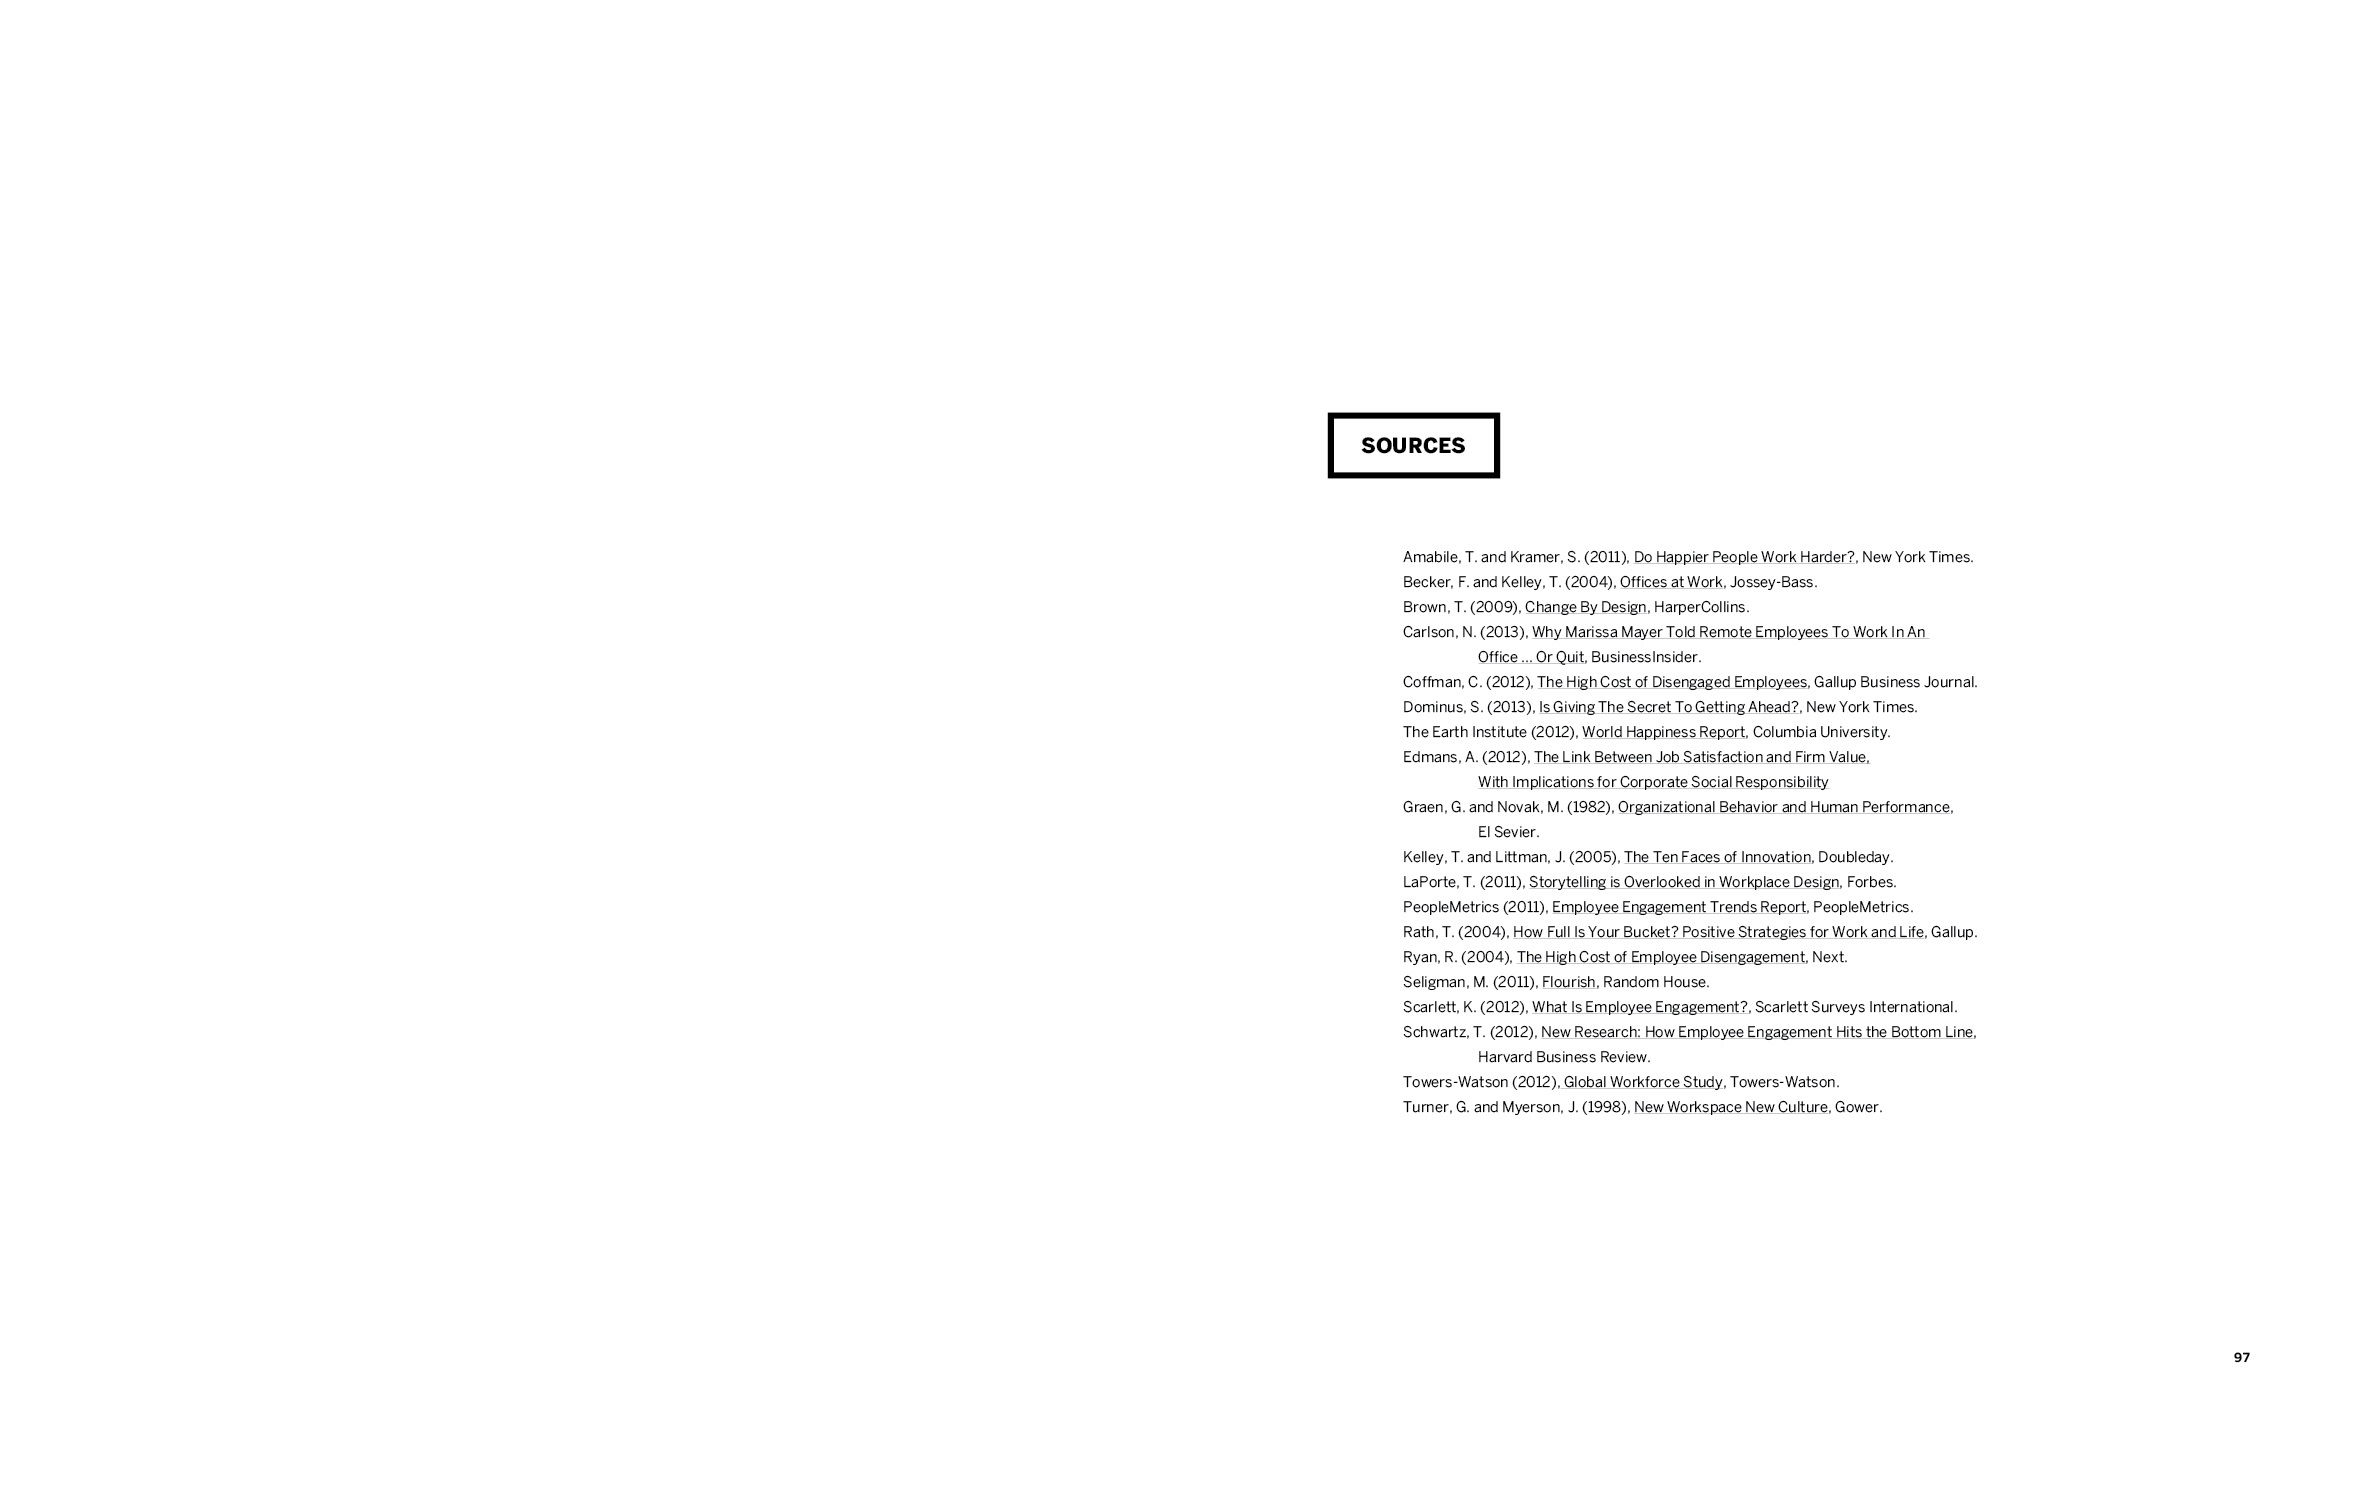 SOURCES
Amabile, T. and Kramer, S. (2011), Do Happier People Work Harder?, New York Times.
Becker, F. and Kelley, T. (2004), Offices at Work, Jossey-Bass.
Brown, T. (2009), Change By Design, HarperCollins.
Carlson, N. (2013), Why Marissa Mayer Told Remote Employees To Work In An
Office ... Or Quit, BusinessInsider.
Coffman, C. (2012), The High Cost of Disengaged Employees, Gallup Business Journal.
Dominus, S. (2013), Is Giving The Secret To Getting Ahead?, New York Times.
The Earth Institute (2012), World Happiness Report, Columbia University.
Edmans, A. (2012), The Link Between Job Satisfaction and Firm Value,
With Implications for Corporate Social Responsibility
Graen, G. and Novak, M. (1982), Organizational Behavior and Human Performance,
El Sevier.
Kelley, T. and Littman, J. (2005), The Ten Faces of Innovation, Doubleday.
LaPorte, T. (2011), Storytelling is Overlooked in Workplace Design, Forbes.
PeopleMetrics (2011), Employee Engagement Trends Report, PeopleMetrics.
Rath, T. (2004), How Full Is Your Bucket? Positive Strategies for Work and Life, Gallup.
Ryan, R. (2004), The High Cost of Employee Disengagement, Next.
Seligman, M. (2011), Flourish, Random House.
Scarlett, K. (2012), What Is Employee Engagement?, Scarlett Surveys International.
Schwartz, T. (2012), New Research: How Employee Engagement Hits the Bottom Line,
Harvard Business Review.
Towers-Watson (2012), Global Workforce Study, Towers-Watson.
Turner, G. and Myerson, J. (1998), New Workspace New Culture, Gower.
97